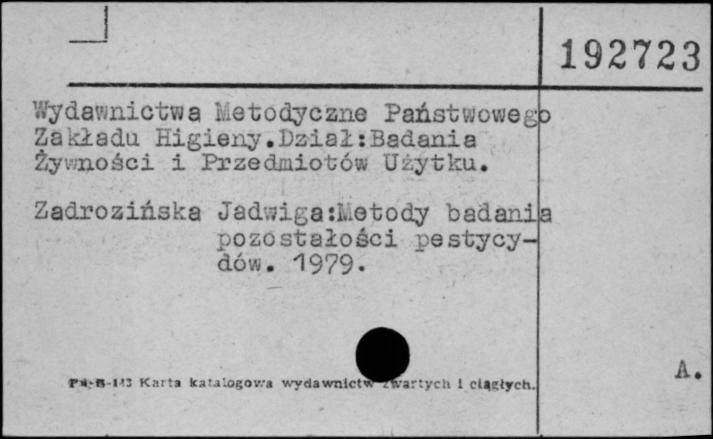 192723
Wydawnictwa Metodyczne Państwowego
Zakładu Higieny.Dział:Badania
Żywności i Przedmiotów Użytku.
Zadrozińska Jadwiga:Metody badania
pozostałości pestycy-
dów. 1979.
A.
Karta katalogowa wydawnictw zwartych i ciągłych.